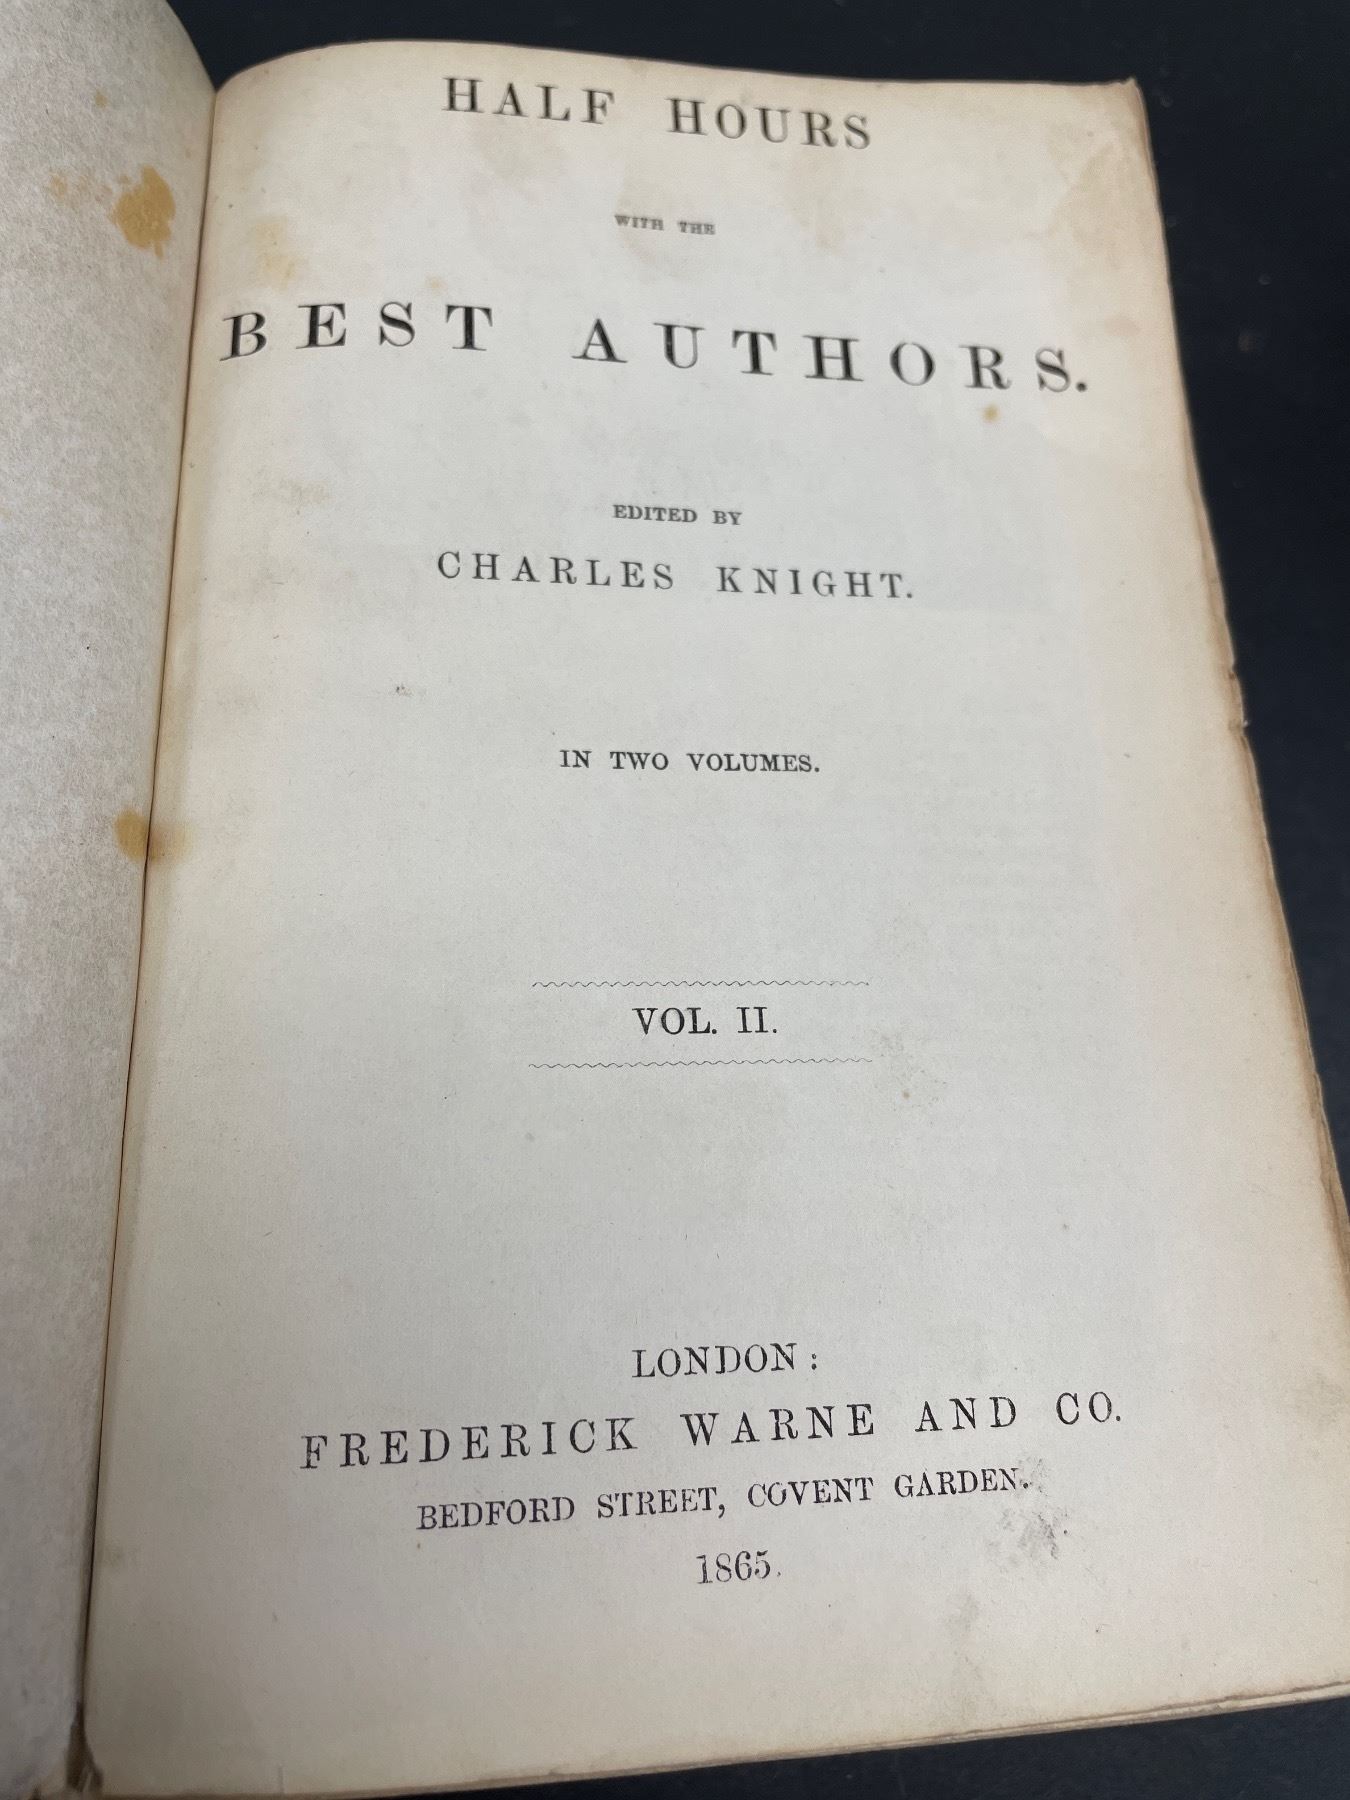 HALF HOURS
WITH THE
BEST AUTHORS.
EDITED BY
CHARLES KNIGHT.
IN TWO VOLUMES.
VOL. II.
LONDON:
FREDERICK WARNE AND CO.
BEDFORD STREET, COVENT GARDEN.
1865.